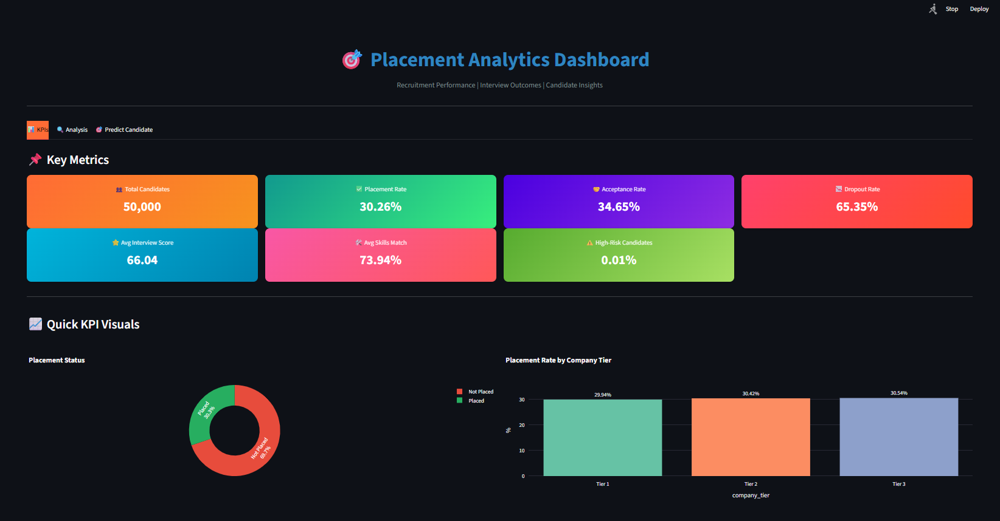 Stop Deploy
Placement Analytics Dashboard
Recruitment Performance | Interview Outcomes | Candidate Insights
KPIs Analysis Predict Candidate
Key Metrics
Total Candidates
50,000
Placement Rate
30.26%
Acceptance Rate
34.65%
Dropout Rate
65.35%
Avg Interview Score
66.04
Avg Skills Match
73.94%
High-Risk Candidates
0.01%
Quick KPI Visuals
Placement Status
Placed
30.3%
Not Placed
69.7%
Not Placed
Placed
Placement Rate by Company Tier
29.94% 30.42% 30.54%
30
20
10
0
%
Tier 1 Tier 2 Tier 3
company_tier